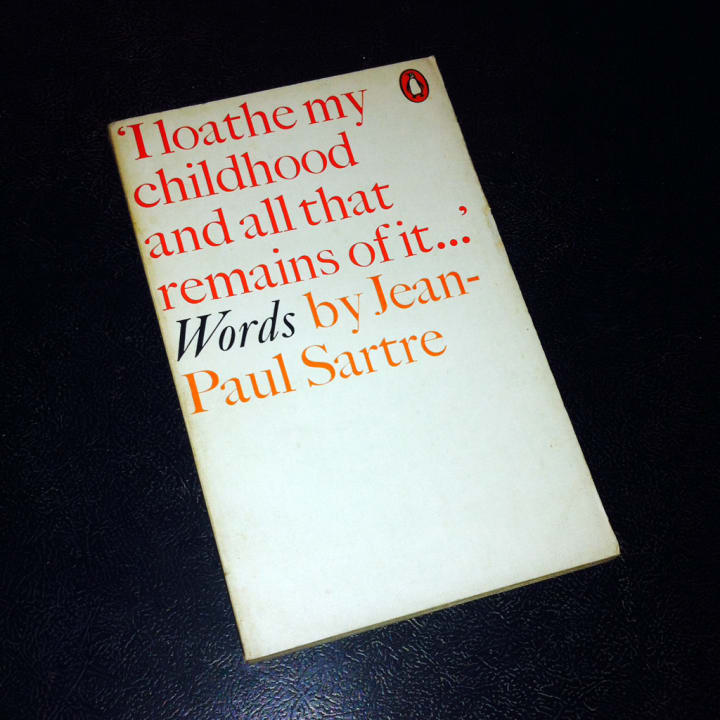 ‘I loathe my
childhood
and all that
remains of it...’
Words by Jean-
Paul Sartre